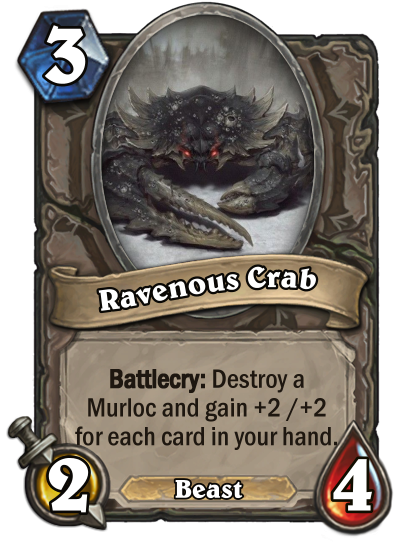 3
Ravenous Crab
Battlecry: Destroy a
Murloc and gain +2 /+2
for each card in your hand.
2
Beast
4